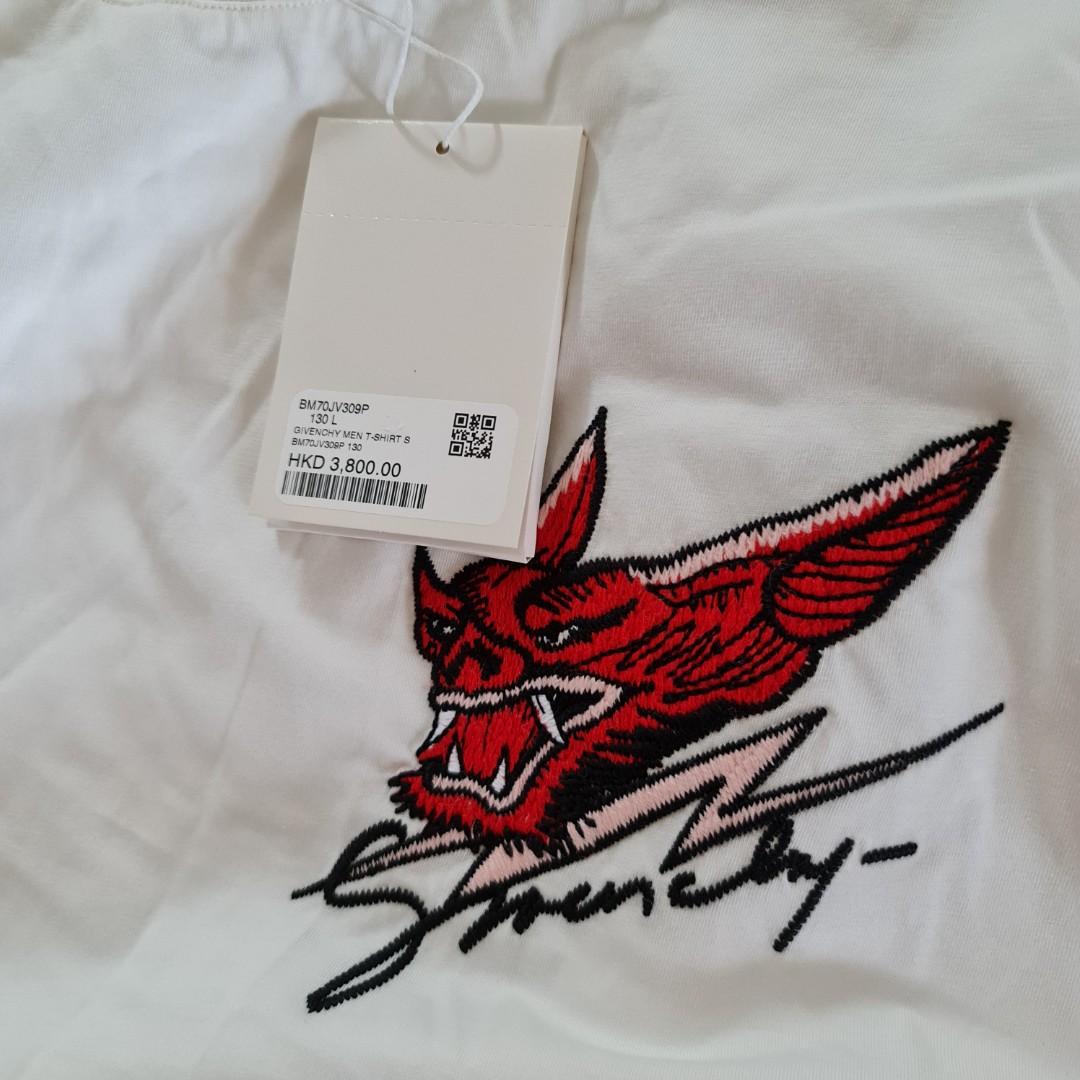 BM70JV309P
130 L
GIVENCHY MEN T-SHIRT S
BM70JV309P 130
HKD 3,800.00
Givenchy